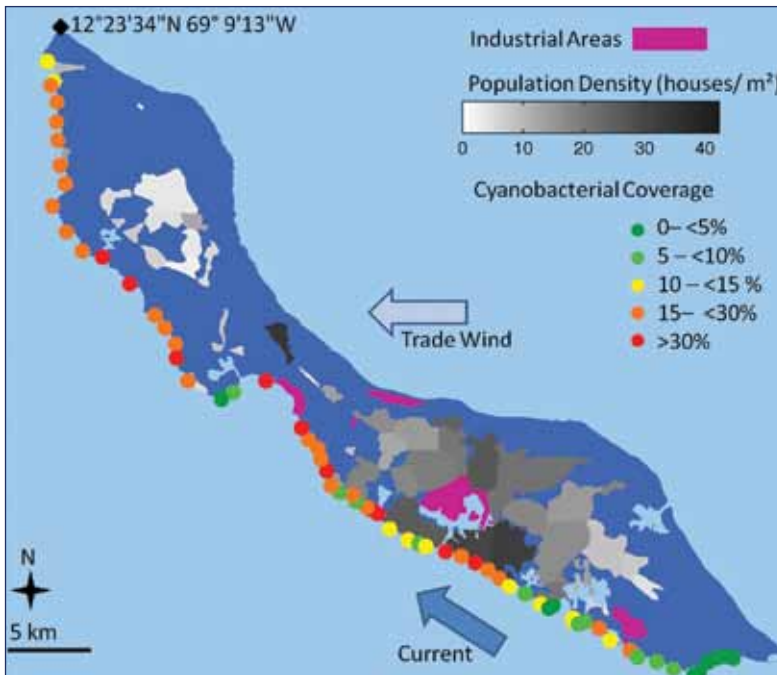 12°23'34"N 69° 9'13"W
Industrial Areas
Population Density (houses/ m²)
0 10 20 30 40
Cyanobacterial Coverage
0– <5%
5 – <10%
10 – <15 %
15– <30%
>30%
Trade Wind
N
5 km
Current